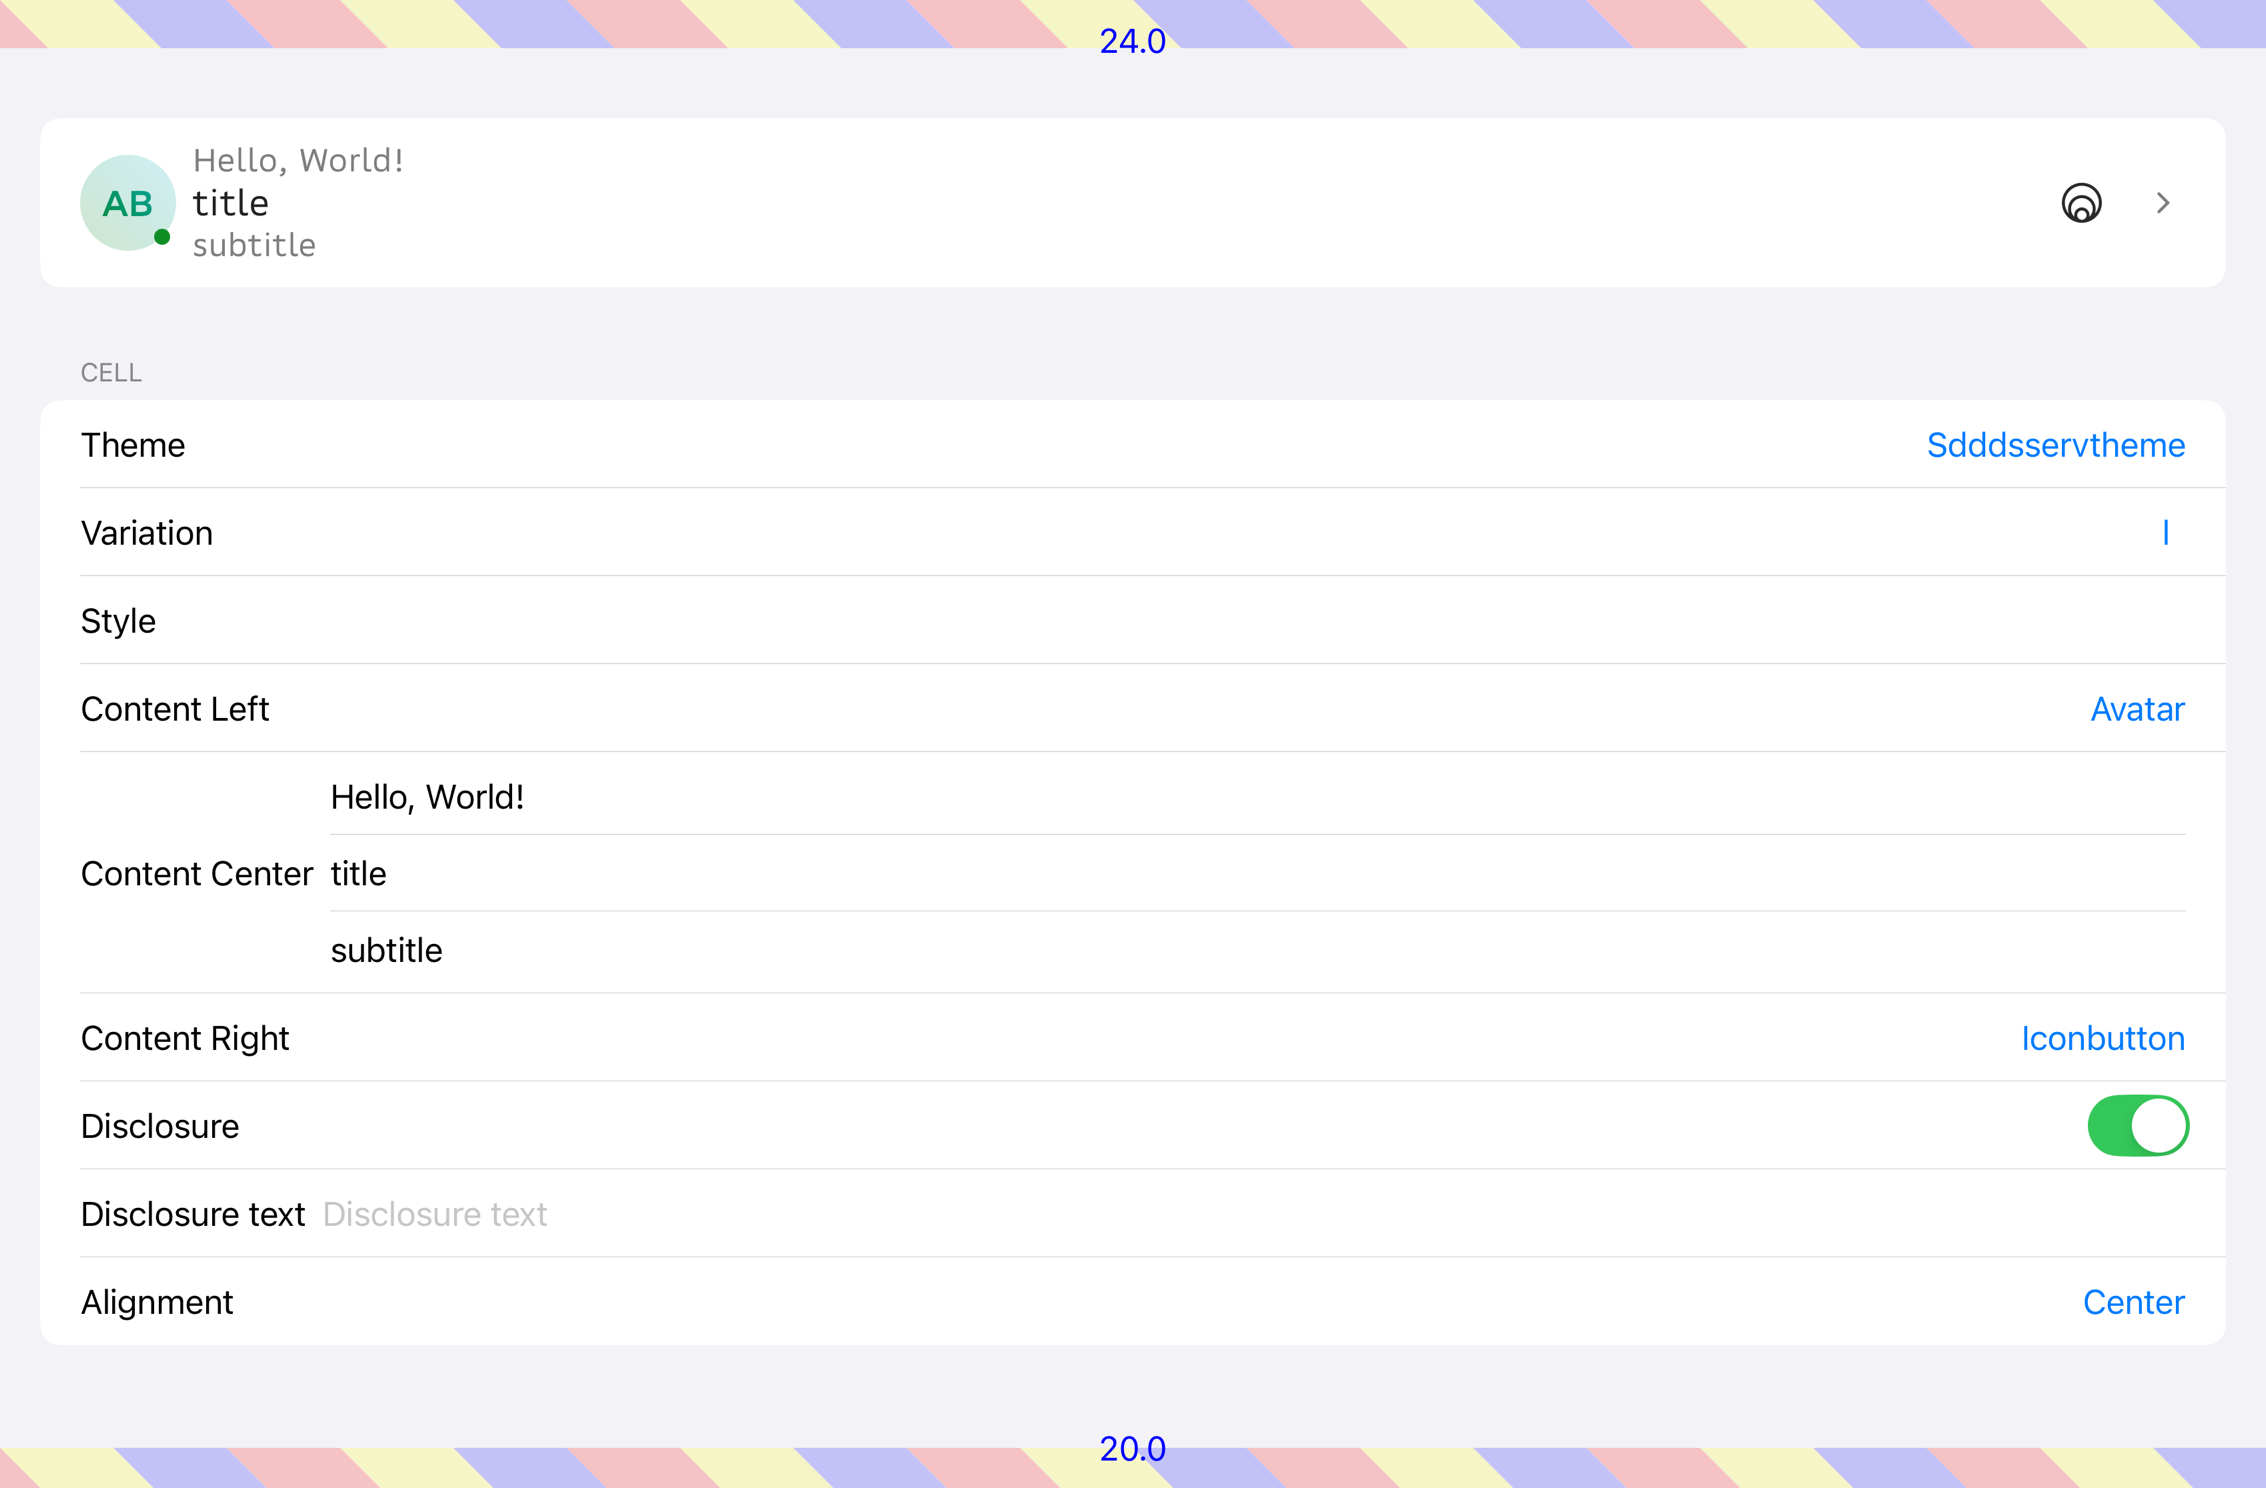 24.0
Hello, World!
AB
title
subtitle
CELL
Theme Sdddsservtheme
Variation l
Style
Content Left Avatar
Hello, World!
Content Center title
subtitle
Content Right Iconbutton
Disclosure
Disclosure text Disclosure text
Alignment Center
20.0